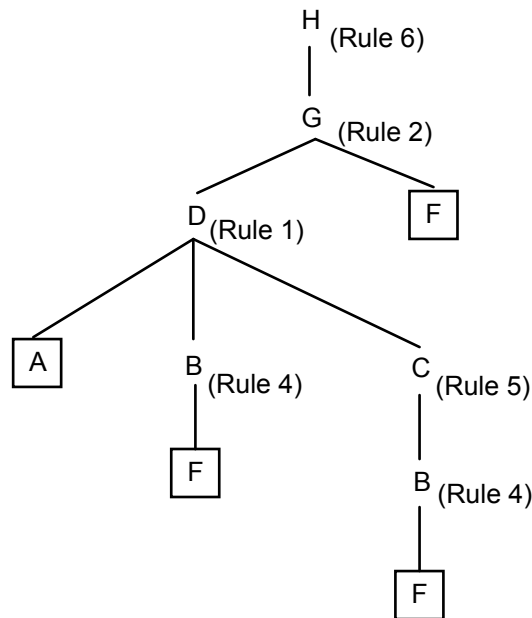 H (Rule 6)
G (Rule 2)
F
D (Rule 1)
A
B (Rule 4)
C (Rule 5)
F
B (Rule 4)
F